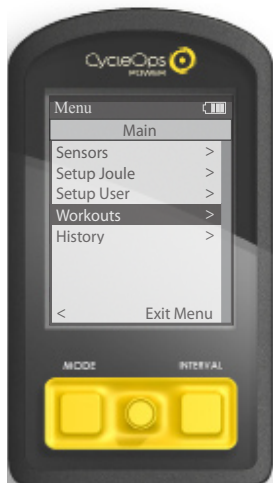 CycleOps
POWER
Menu
Main
Sensors >
Setup Joule >
Setup User >
Workouts >
History >
< Exit Menu
MODE INTERVAL